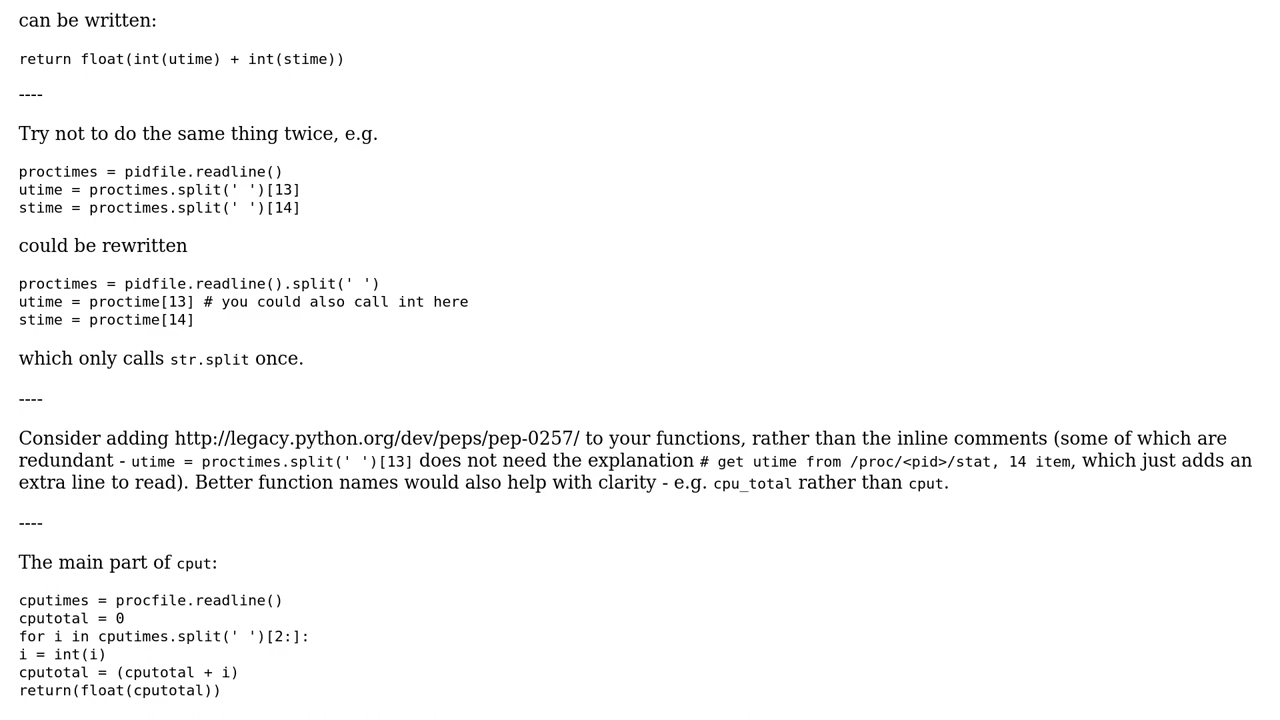 can be written:
return float(int(utime) + int(stime))
----
Try not to do the same thing twice, e.g.
proctimes = pidfile.readline()
utime = proctimes.split(' ')[13]
stime = proctimes.split(' ')[14]
could be rewritten
proctimes = pidfile.readline().split(' ')
utime = proctime[13] # you could also call int here
stime = proctime[14]
which only calls str.split once.
----
Consider adding http://legacy.python.org/dev/peps/pep-0257/ to your functions, rather than the inline comments (some of which are
redundant - utime = proctimes.split(' ')[13] does not need the explanation # get utime from /proc/<pid>/stat, 14 item, which just adds an
extra line to read). Better function names would also help with clarity - e.g. cpu_total rather than cput.
----
The main part of cput:
cputimes = procfile.readline()
cputotal = 0
for i in cputimes.split(' ')[2:]:
i = int(i)
cputotal = (cputotal + i)
return(float(cputotal))